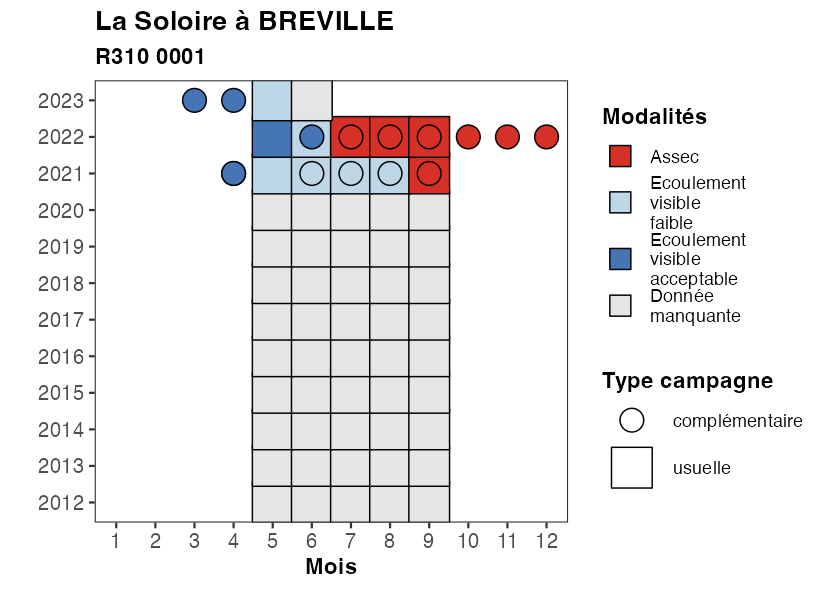 La Soloire à BREVILLE
R310 0001
2023
2022
2021
2020
2019
2018
2017
2016
2015
2014
2013
2012
1 2 3 4 5 6 7 8 9 10 11 12
Mois
Modalités
Assec
Ecoulement
visible
faible
Ecoulement
visible
acceptable
Donnée
manquante
Type campagne
complémentaire
usuelle